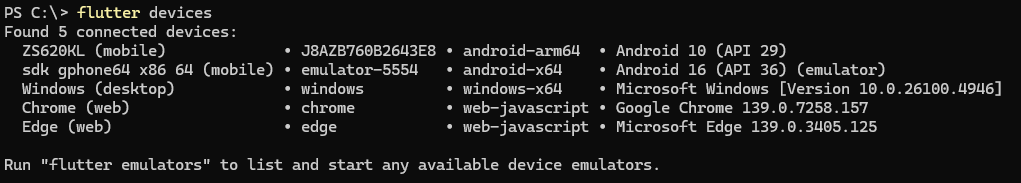 PS C:\> flutter devices
Found 5 connected devices:
  ZS620KL (mobile)            • J8AZB760B2643E8 • android-arm64  • Android 10 (API 29)
  sdk gphone64 x86 64 (mobile) • emulator-5554   • android-x64    • Android 16 (API 36) (emulator)
  Windows (desktop)           • windows         • windows-x64    • Microsoft Windows [Version 10.0.26100.4946]
  Chrome (web)                • chrome          • web-javascript • Google Chrome 139.0.7258.157
  Edge (web)                  • edge            • web-javascript • Microsoft Edge 139.0.3405.125

Run "flutter emulators" to list and start any available device emulators.